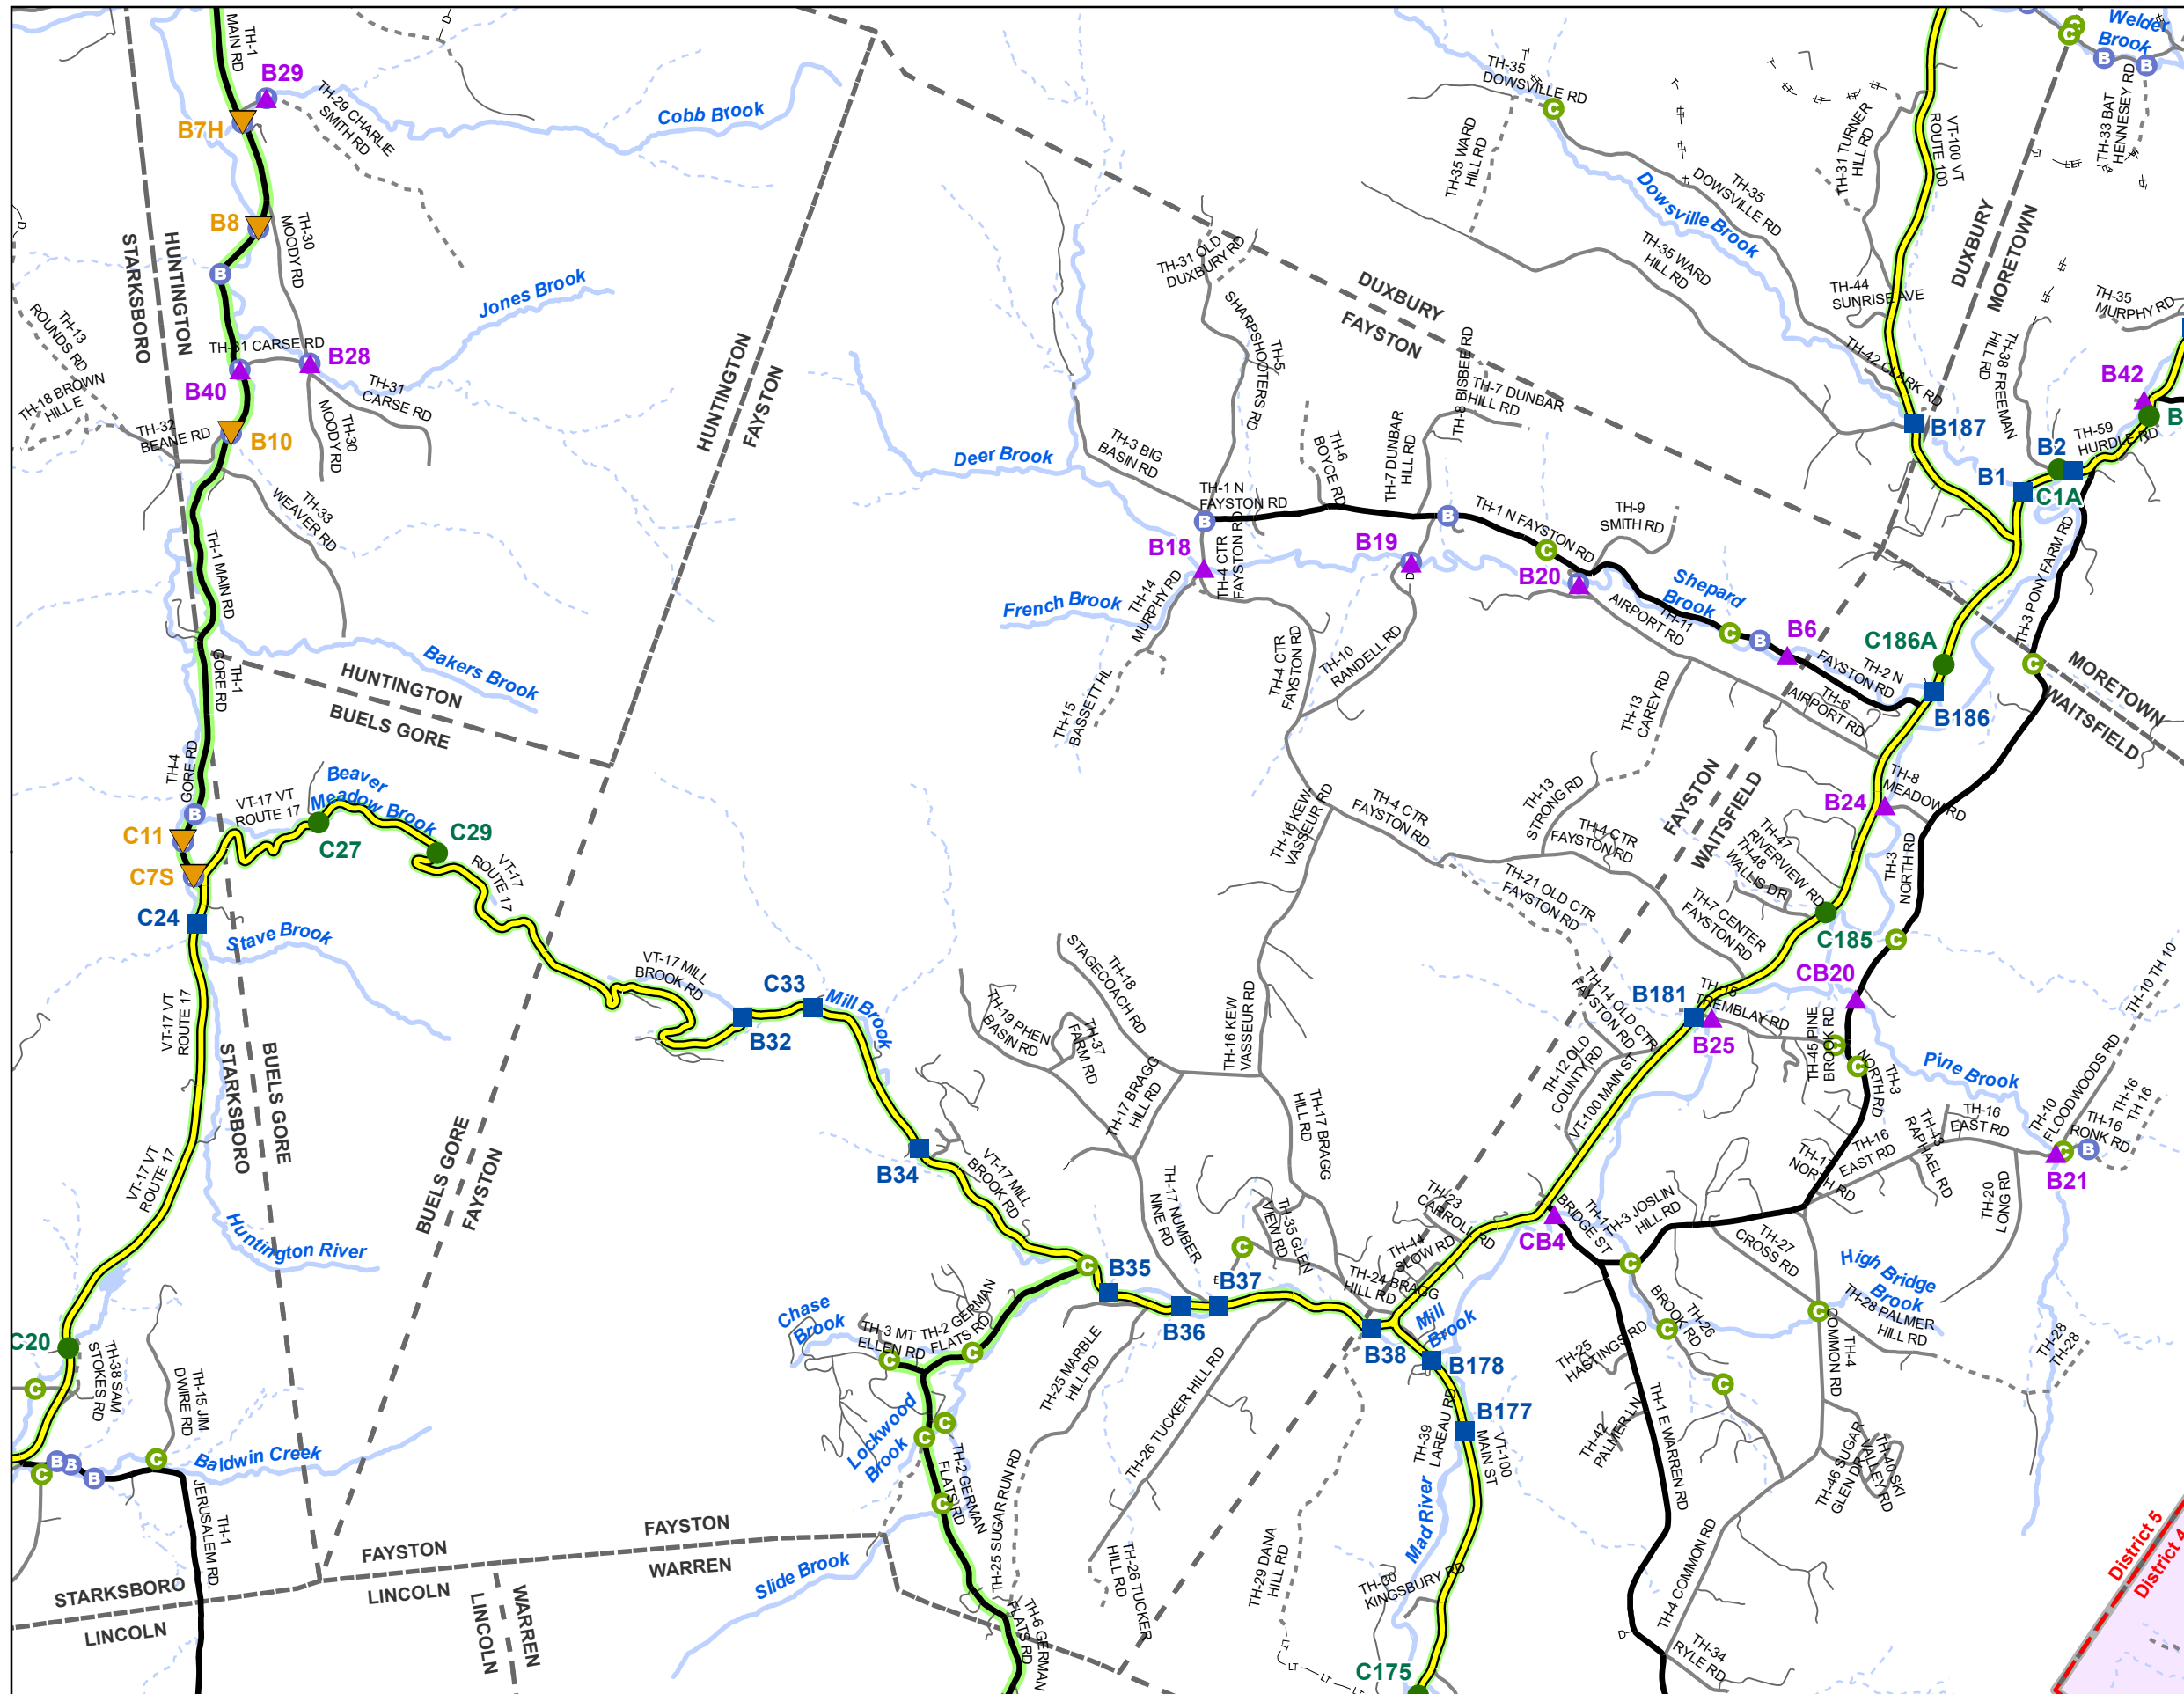 TH-1
MAIN RD
B29
B7H
TH-29 CHARLIE
SMITH RD
Cobb Brook
B8
TH-30
MOODY RD
STARKSBORO
HUNTINGTON
Jones Brook
TH-13
ROUNDS RD
TH-18 BROWN
HILL E
TH-31 CARSE RD
B28
B40
TH-31
CARSE RD
TH-32
BEANE RD
B10
TH-30
MOODY RD
TH-33
WEAVER RD
TH-1 MAIN RD
HUNTINGTON
FAYSTON
Bakers Brook
HUNTINGTON
BUELS GORE
TH-1
GORE RD
TH-4
GORE RD
VT-17 VT
ROUTE 17
Beaver
Meadow Brook
C11
C7S
C27
C29
VT-17
ROUTE 17
C24
Stave Brook
VT-17 VT
ROUTE 17
STARKSBORO
BUELS GORE
VT-17 VT
ROUTE 17
Huntington River
BUELS GORE
FAYSTON
C20
TH-38 SAM
STOKES RD
TH-15 JIM
DWIRE RD
Baldwin Creek
TH-1
JERUSALEM RD
STARKSBORO
LINCOLN
FAYSTON
LINCOLN
FAYSTON
WARREN
LINCOLN
WARREN
Slide Brook
VT-17 MILL
BROOK RD
B32
C33
Mill Brook
B34
VT-17 MILL
BROOK RD
Chase
Brook
TH-3 MT
ELLEN RD
TH-2 GERMAN
FLATS RD
Lockwood
Brook
TH-2 GERMAN
FLATS RD
TH-6 GERMAN
FLATS RD
TH-25 SUGAR RUN RD
TH-25 MARBLE
HILL RD
TH-26 TUCKER HILL RD
TH-26 TUCKER
HILL RD
TH-29 DANA
HILL RD
B35
B36
B37
B38
B178
B177
TH-17 NUMBER
NINE RD
TH-35 GLEN
VIEW RD
TH-24 BRAGG
HILL RD
TH-44
SLOW RD
TH-23
CARROLL RD
Mill
Brook
TH-39
LAREAU RD
VT-100
MAIN ST
Mad River
TH-30
KINGSBURY RD
C175
TH-19 PHEN
BASIN RD
TH-18
STAGECOACH RD
TH-37
FARM RD
TH-17 BRAGG
HILL RD
TH-16 KEW
VASSEUR RD
TH-17 BRAGG
HILL RD
TH-16 KEW-
VASSEUR RD
Deer Brook
French Brook
TH-3 BIG
BASIN RD
TH-31 OLD
DUXBURY RD
TH-5
SHARPSHOOTERS RD
TH-1 N
FAYSTON RD
B18
TH-4 CTR
FAYSTON RD
TH-14
MURPHY RD
TH-15
BASSETT HL
TH-6
BOYCE RD
TH-7 DUNBAR
HILL RD
TH-8 BISBEE RD
TH-7 DUNBAR
HILL RD
B19
TH-1 N FAYSTON RD
TH-9
SMITH RD
B20
TH-4 CTR
FAYSTON RD
TH-10
RANDELL RD
TH-11
AIRPORT RD
Shepard
Brook
B6
TH-2 N
FAYSTON RD
TH-6
AIRPORT RD
TH-13
CAREY RD
TH-13
STRONG RD
TH-4 CTR
FAYSTON RD
TH-4 CTR
FAYSTON RD
TH-21 OLD CTR
FAYSTON RD
TH-14 OLD CTR
FAYSTON RD
TH-7 CENTER
FAYSTON RD
TH-12 OLD
COUNTY RD
VT-100 MAIN ST
FAYSTON
WAITSFIELD
DUXBURY
FAYSTON
TH-35
DOWSVILLE RD
TH-35 WARD
HILL RD
Dowsville Brook
TH-35
DOWSVILLE RD
TH-35 WARD
HILL RD
TH-31 TURNER
HILL RD
VT-100 VT
ROUTE 100
TH-44
SUNRISE AVE
TH-42 CLARK RD
DUXBURY
MORETOWN
Welder
Brook
TH-33 BAT
HENNESEY RD
TH-35
MURPHY RD
TH-38 FREEMAN
HILL RD
B42
B187
B1
B2
C1A
TH-59
HURDLE RD
TH-3 PONY FARM RD
C186A
B186
MORETOWN
WAITSFIELD
B24
TH-8
MEADOW RD
TH-47
RIVERVIEW RD
TH-48
WALLIS DR
TH-3
NORTH RD
C185
CB20
B181
TH-18
TREMBLAY RD
B25
TH-45 PINE
BROOK RD
TH-3
NORTH RD
Pine Brook
TH-10 TH 10
TH-10
FLOODWOODS RD
TH-16
TH 16
TH-16
RONK RD
B21
TH-16
EAST RD
TH-43
RAPHAEL RD
TH-16
EAST RD
TH-17
NORTH RD
TH-20
LONG RD
CB4
TH-1
BRIDGE ST
TH-3 JOSLIN
HILL RD
TH-27
CROSS RD
High Bridge
Brook
TH-28 PALMER
HILL RD
TH-28
TH-28
TH-26
BROOK RD
TH-25
HASTINGS RD
TH-42
PALMER LN
TH-1 E WARREN RD
TH-4
COMMON RD
TH-46 SUGAR
GLEN DR
TH-40 SKI
VALLEY RD
TH-4 COMMON RD
TH-34
RYLE RD
District 5
District 4